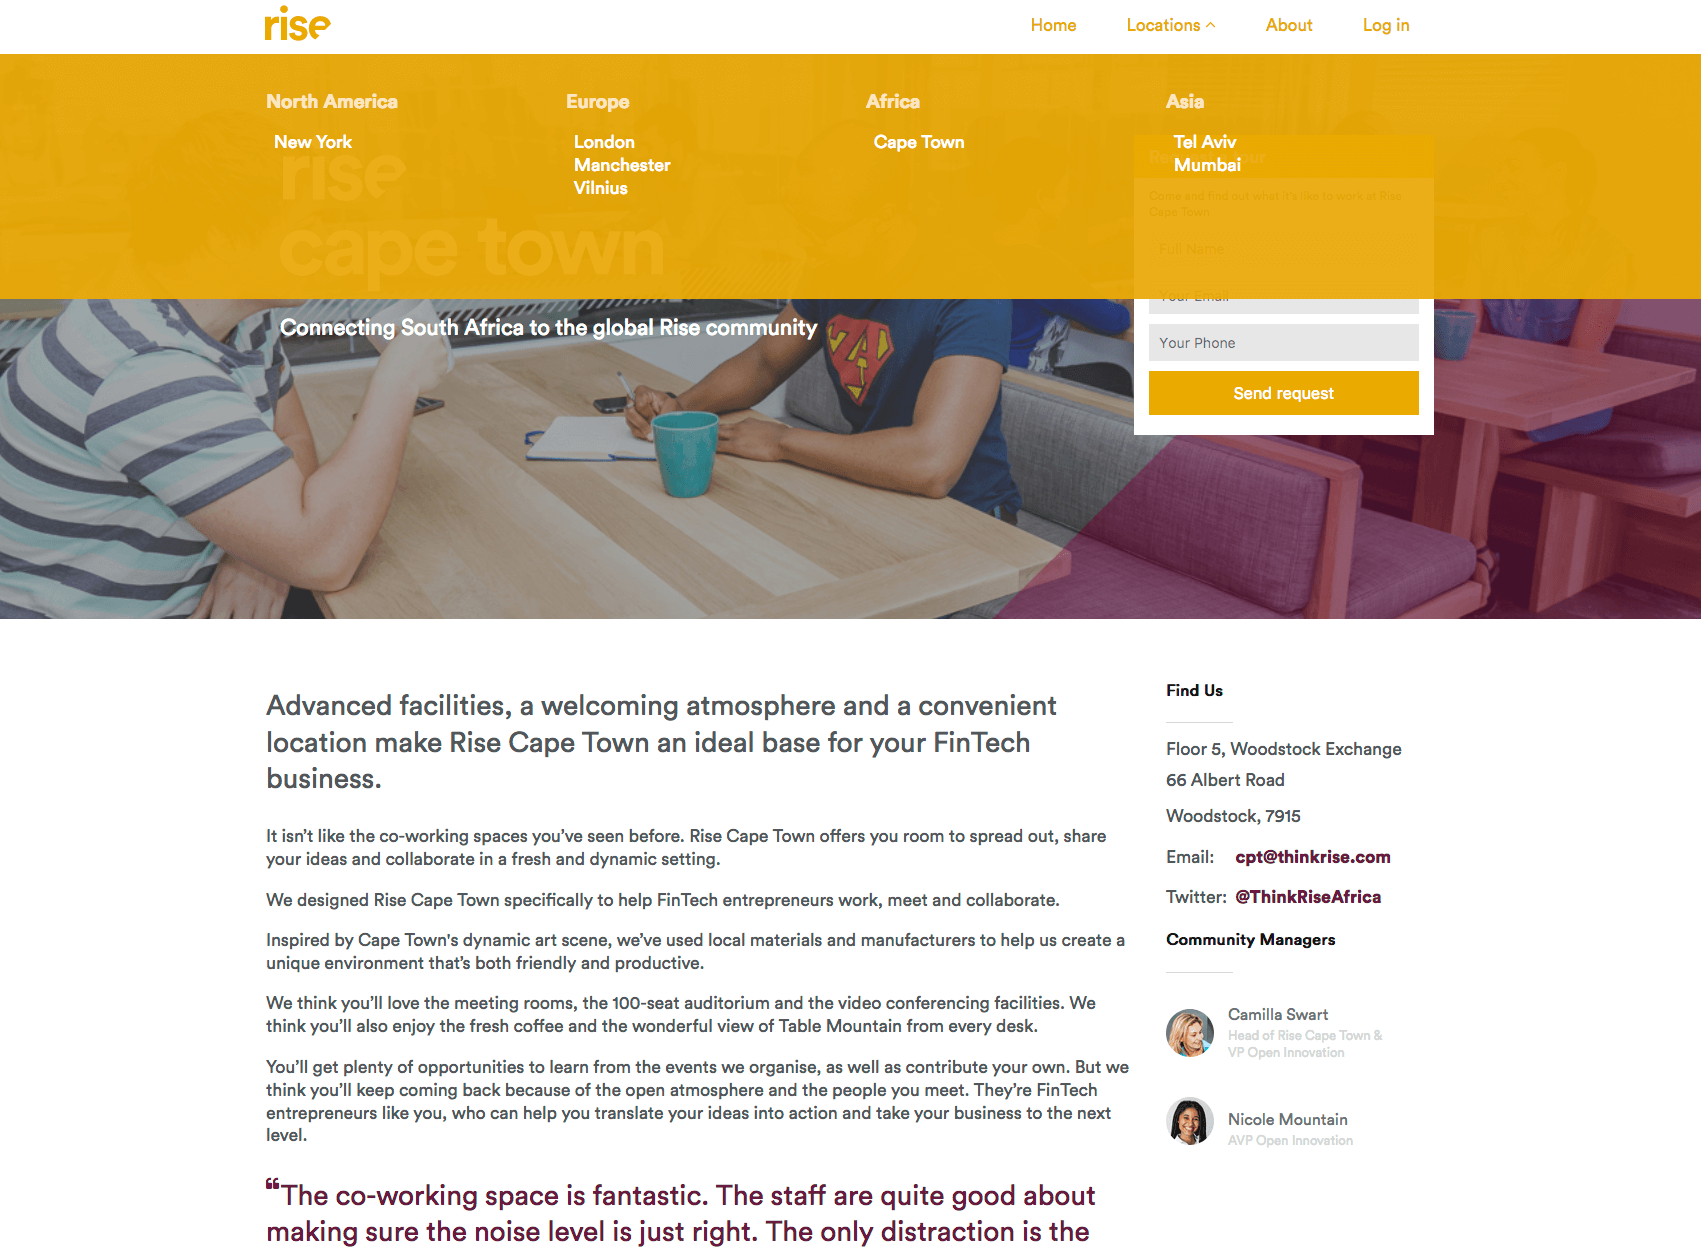 rise
Home
Locations
About
Log in
North America
New York
Europe
London
Manchester
Vilnius
Africa
Cape Town
Asia
Tel Aviv
Mumbai
rise
cape town
Connecting South Africa to the global Rise community
Come and find out what it's like to work at Rise
Cape Town
Full Name
Your Email
Your Phone
Send request
Advanced facilities, a welcoming atmosphere and a convenient
location make Rise Cape Town an ideal base for your FinTech
business.
It isn’t like the co-working spaces you’ve seen before. Rise Cape Town offers you room to spread out, share
your ideas and collaborate in a fresh and dynamic setting.
We designed Rise Cape Town specifically to help FinTech entrepreneurs work, meet and collaborate.
Inspired by Cape Town's dynamic art scene, we’ve used local materials and manufacturers to help us create a
unique environment that’s both friendly and productive.
We think you’ll love the meeting rooms, the 100-seat auditorium and the video conferencing facilities. We
think you’ll also enjoy the fresh coffee and the wonderful view of Table Mountain from every desk.
You’ll get plenty of opportunities to learn from the events we organise, as well as contribute your own. But we
think you’ll keep coming back because of the open atmosphere and the people you meet. They’re FinTech
entrepreneurs like you, who can help you translate your ideas into action and take your business to the next
level.
“The co-working space is fantastic. The staff are quite good about
making sure the noise level is just right. The only distraction is the
Find Us
Floor 5, Woodstock Exchange
66 Albert Road
Woodstock, 7915
Email: cpt@thinkrise.com
Twitter: @ThinkRiseAfrica
Community Managers
Camilla Swart
Head of Rise Cape Town &
VP Open Innovation
Nicole Mountain
AVP Open Innovation